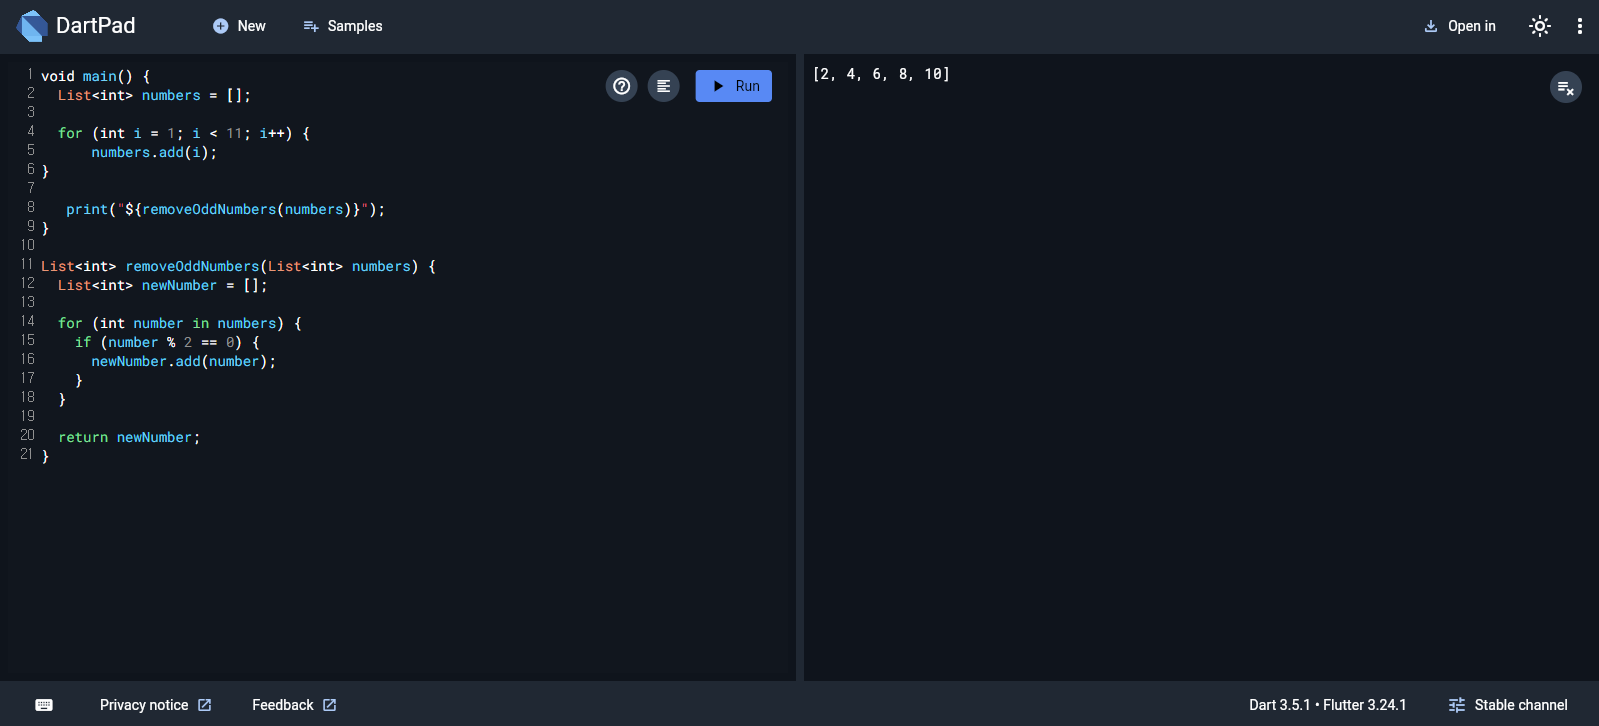 DartPad
New
Samples
Open in
1 void main() {
2   List<int> numbers = [];
3
4   for (int i = 1; i < 11; i++) {
5       numbers.add(i);
6 }
7
8    print("${removeOddNumbers(numbers)}");
9 }
10
11 List<int> removeOddNumbers(List<int> numbers) {
12   List<int> newNumber = [];
13
14   for (int number in numbers) {
15     if (number % 2 == 0) {
16       newNumber.add(number);
17     }
18   }
19
20   return newNumber;
21 }
Run
[2, 4, 6, 8, 10]
Privacy notice
Feedback
Dart 3.5.1 • Flutter 3.24.1
Stable channel